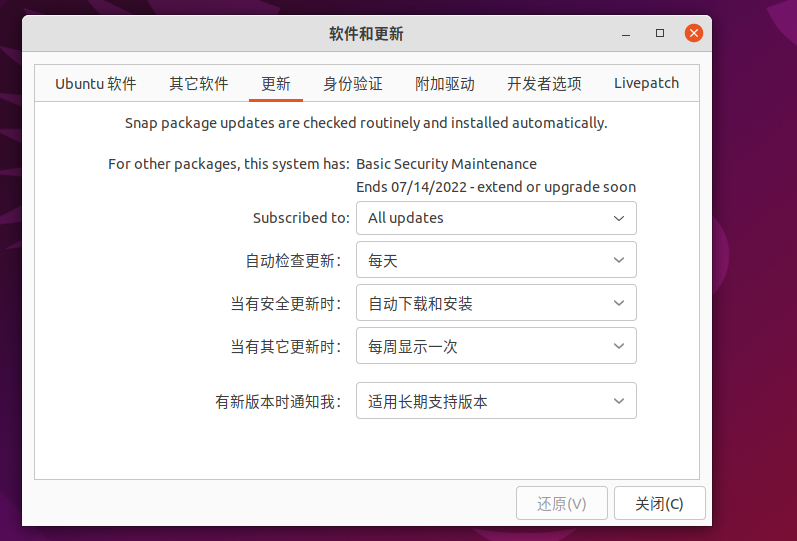 软件和更新
Ubuntu 软件 其它软件 更新 身份验证 附加驱动 开发者选项 Livepatch
Snap package updates are checked routinely and installed automatically.
For other packages, this system has: Basic Security Maintenance
Ends 07/14/2022 - extend or upgrade soon
Subscribed to: All updates
自动检查更新： 每天
当有安全更新时： 自动下载和安装
当有其它更新时： 每周显示一次
有新版本时通知我： 适用长期支持版本
还原(V) 关闭(C)